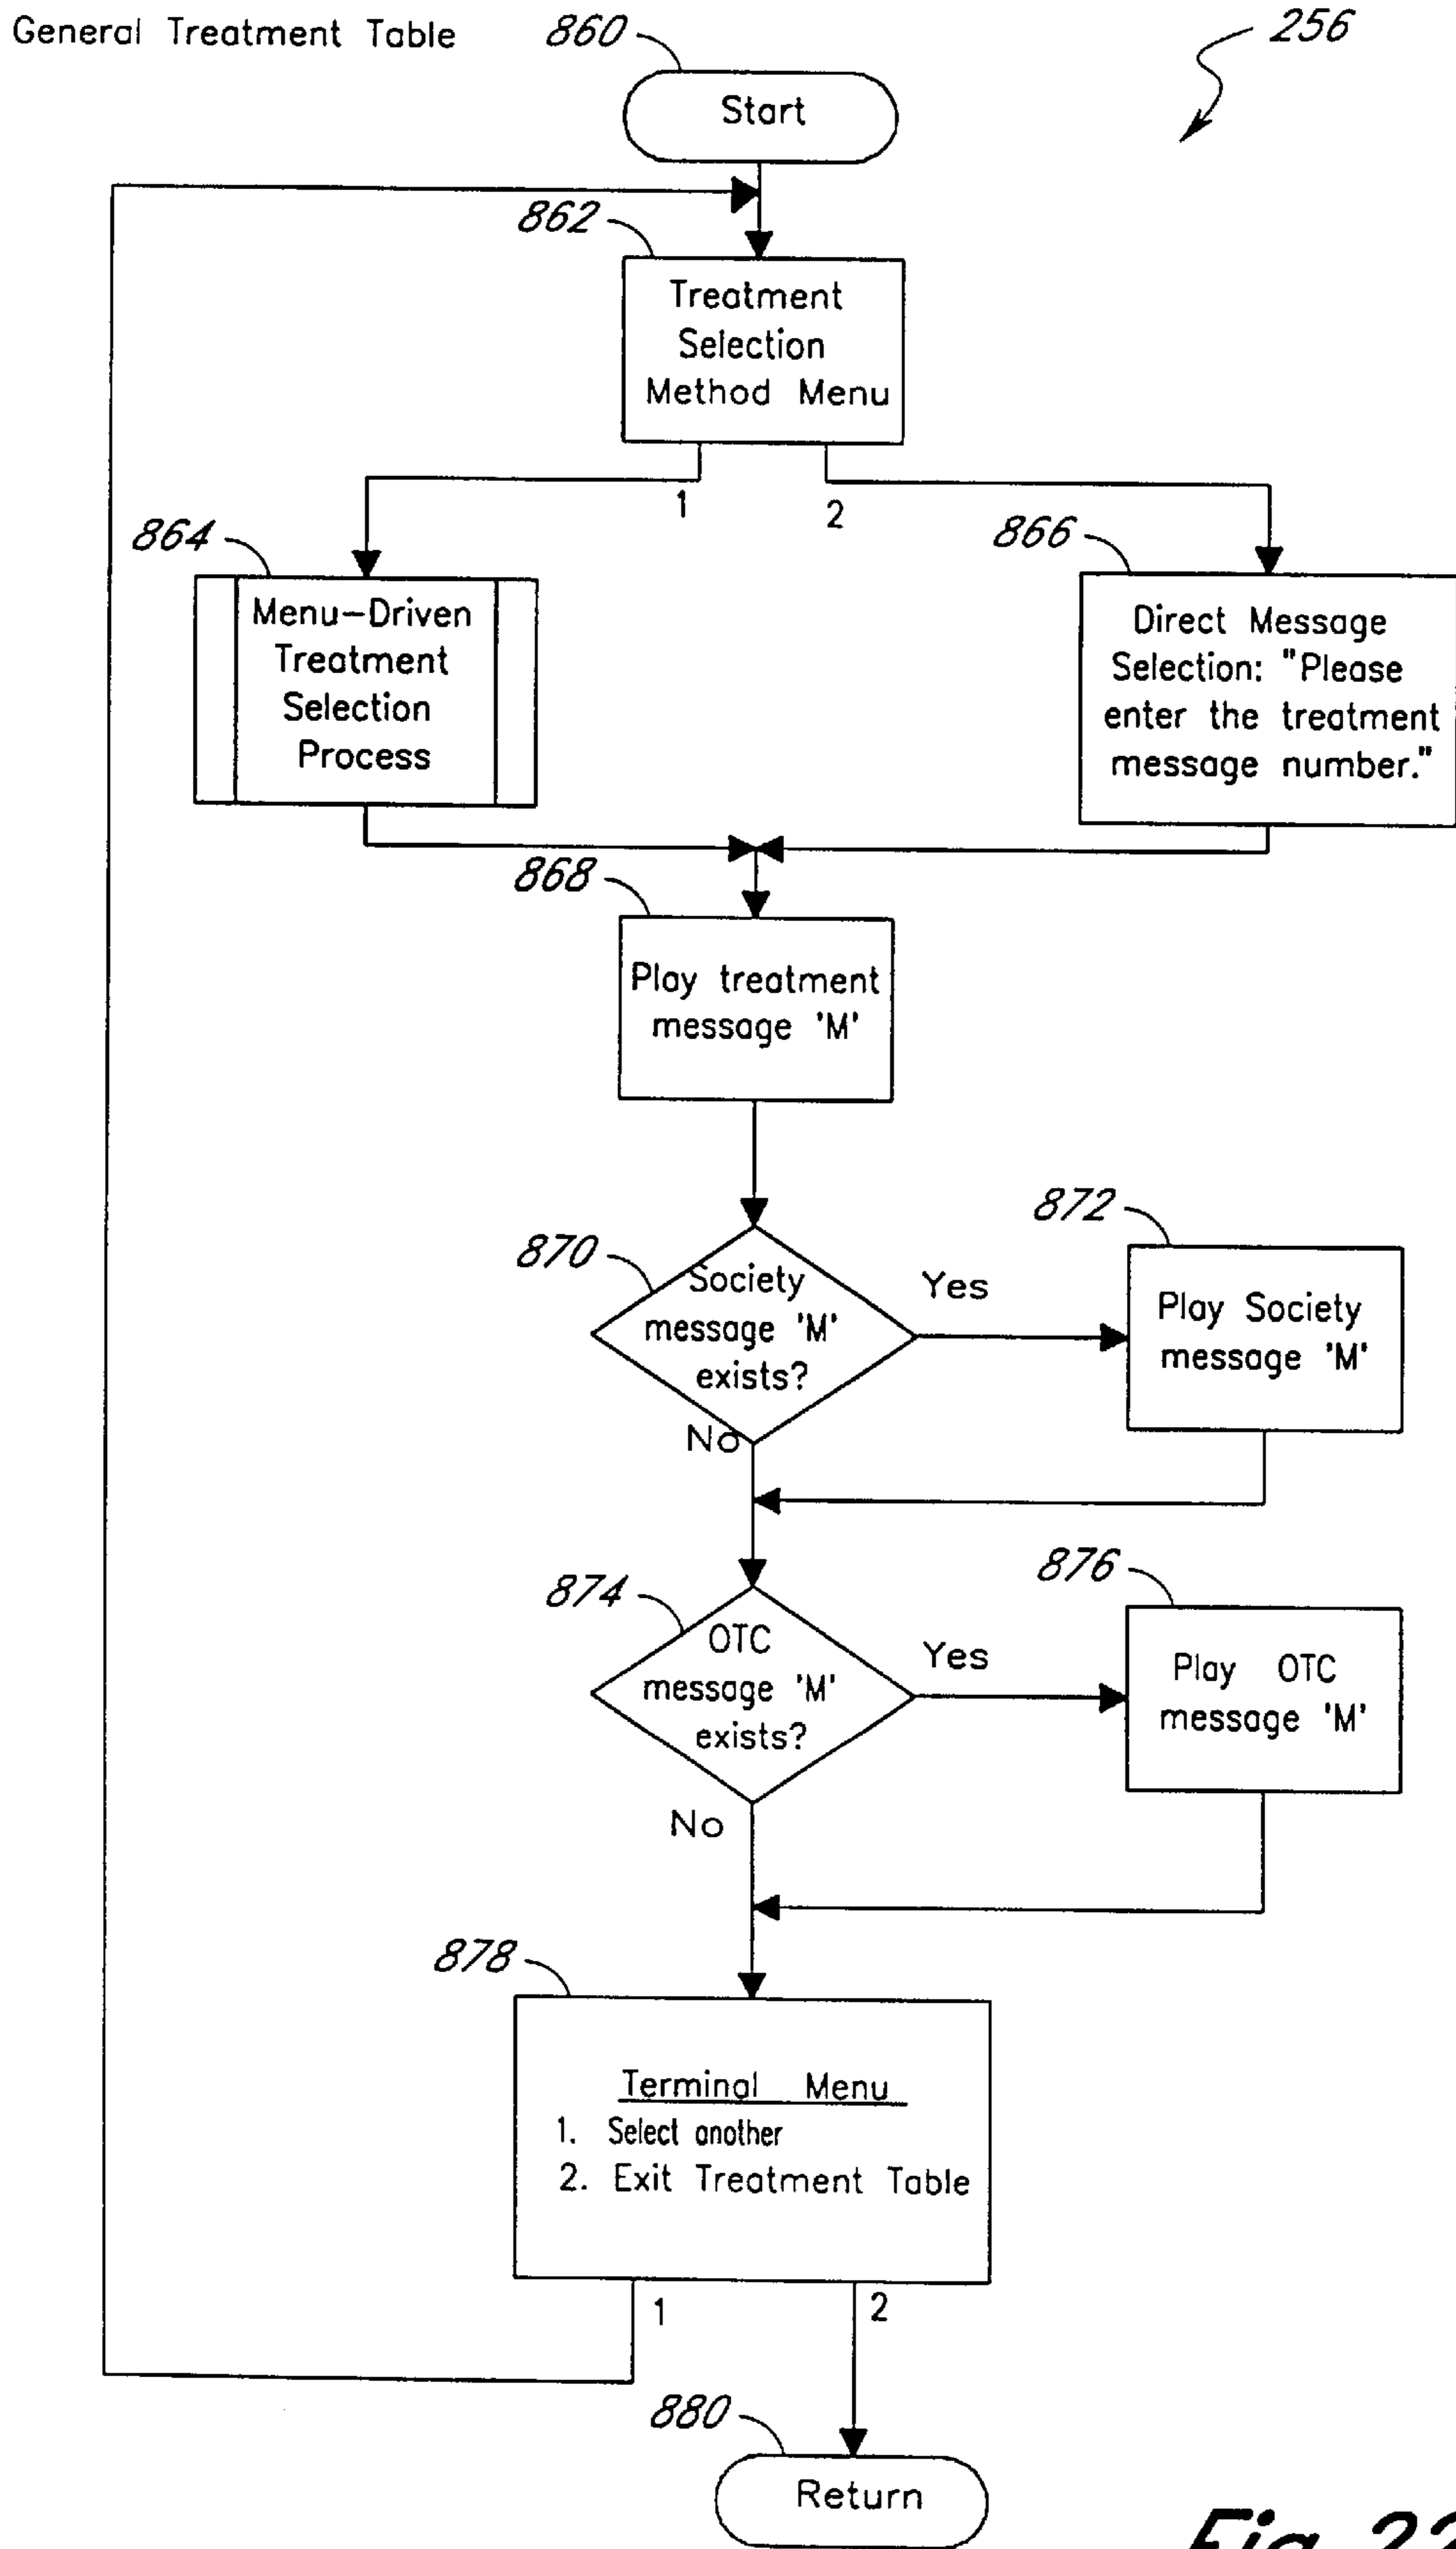 General Treatment Table
860
256
Start
862
Treatment
Selection
Method Menu
1
2
864
866
Menu-Driven
Treatment
Selection
Process
Direct Message
Selection: "Please
enter the treatment
message number."
868
Play treatment
message 'M'
870
Society
message 'M'
exists?
Yes
872
Play Society
message 'M'
No
874
OTC
message 'M'
exists?
Yes
876
Play OTC
message 'M'
No
878
Terminal Menu
1. Select another
2. Exit Treatment Table
1
2
880
Return